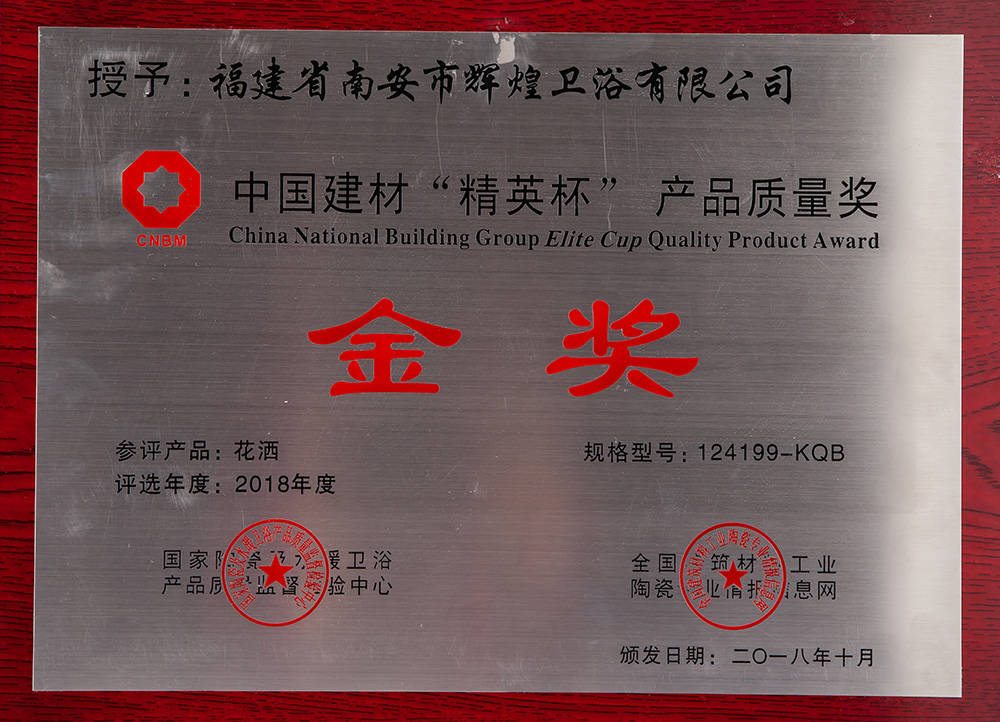 授予：福建省南安市辉煌卫浴有限公司
CNBM
中国建材“精英杯” 产品质量奖
China National Building Group Elite Cup Quality Product Award
金 奖
参评产品：花洒
规格型号：124199-KQB
评选年度：2018年度
国家陶瓷及水暖卫浴
产品质量监督检验中心
全国建筑材料工业
陶瓷专业情报信息网
颁发日期：二〇一八年十月